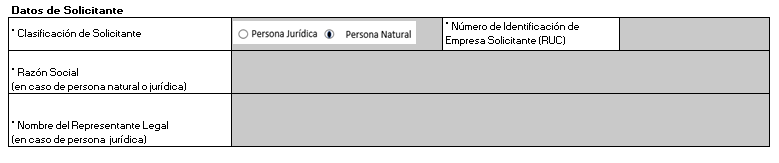 Datos de Solicitante
* Clasificación de Solicitante
Persona Jurídica Persona Natural
* Número de Identificación de
Empresa Solicitante (RUC)
* Razón Social
(en caso de persona natural o jurídica)
* Nombre del Representante Legal
(en caso de persona jurídica)